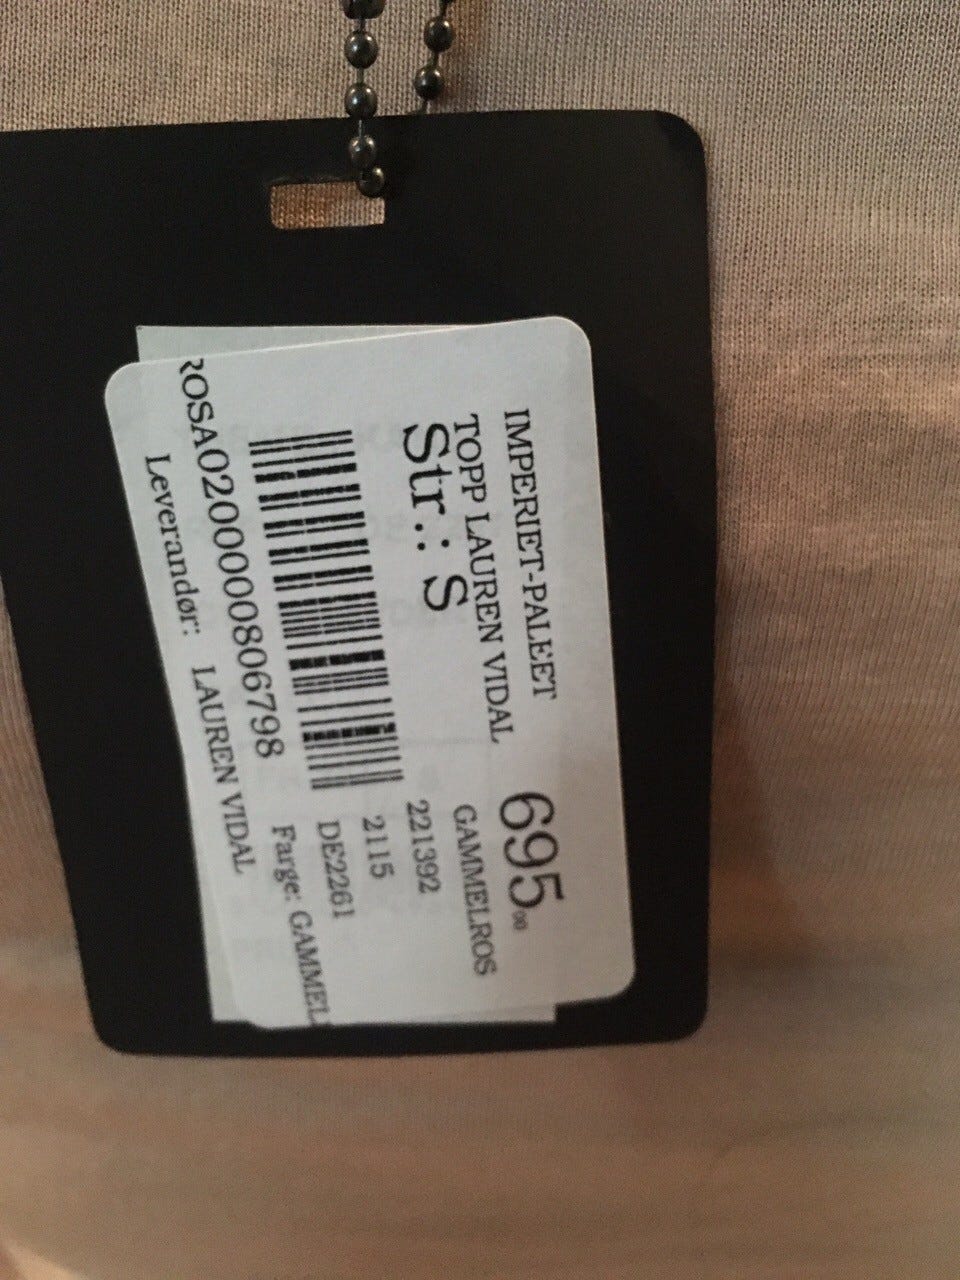 IMPERIET-PALEET 695.00
TOPP LAUREN VIDAL GAMMELROS
Str.: S 221392
2115
DE2261
Farge: GAMMEL
ROSA0200000806798
Leverandør: LAUREN VIDAL